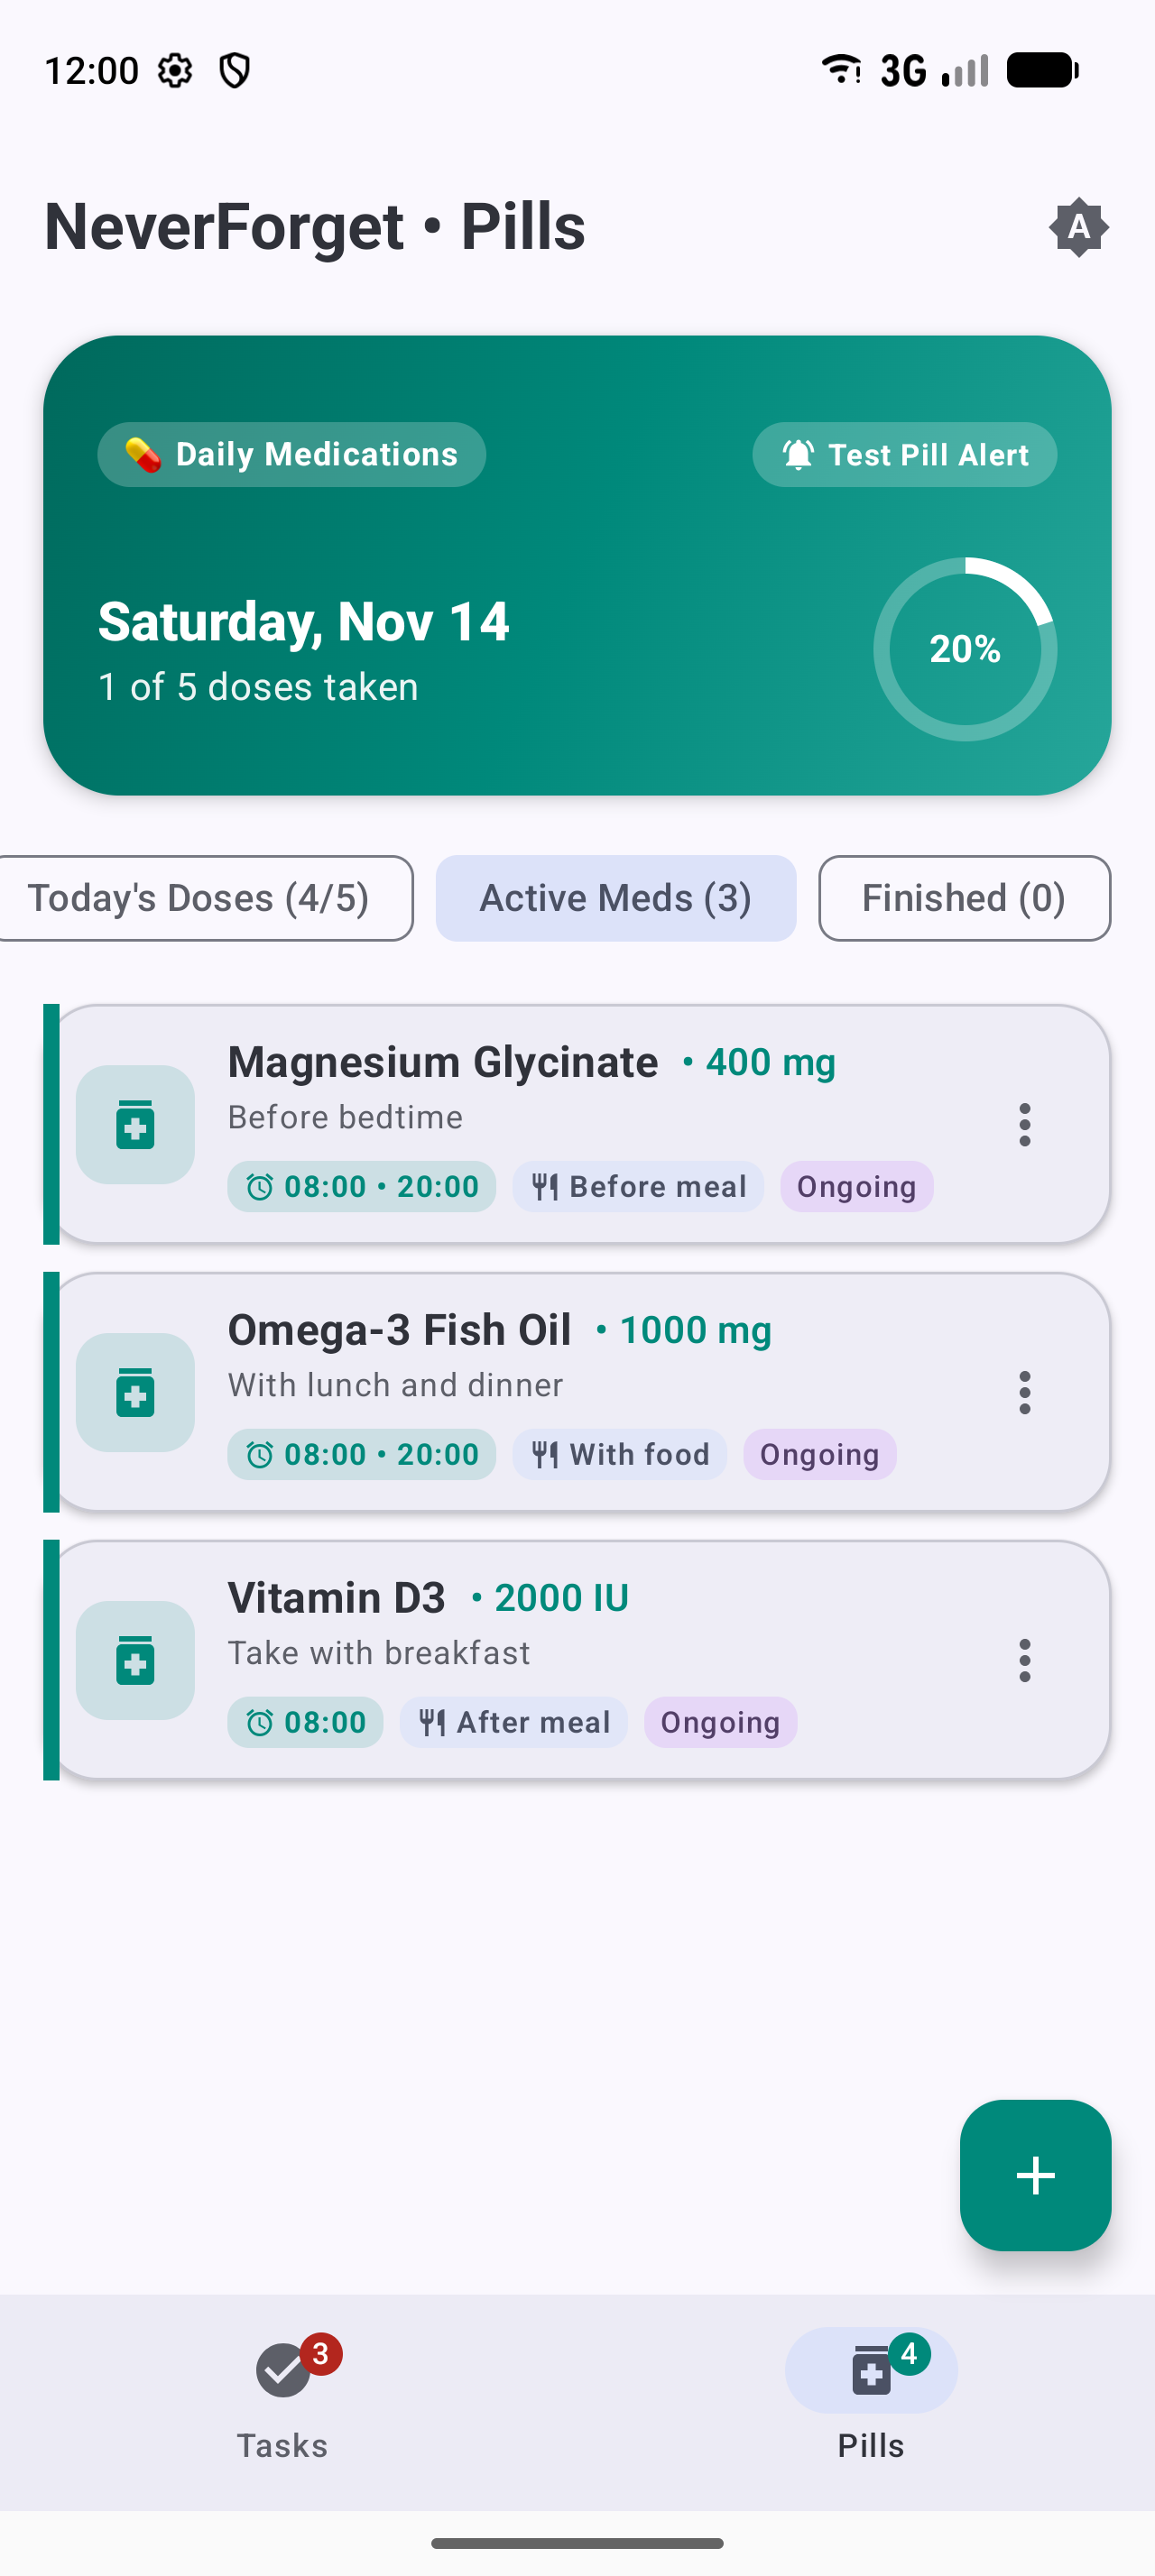 12:00 3G
NeverForget • Pills
A
Daily Medications
Test Pill Alert
Saturday, Nov 14
1 of 5 doses taken
20%
Today's Doses (4/5)
Active Meds (3)
Finished (0)
Magnesium Glycinate • 400 mg
Before bedtime
08:00 • 20:00 Before meal Ongoing
Omega-3 Fish Oil • 1000 mg
With lunch and dinner
08:00 • 20:00 With food Ongoing
Vitamin D3 • 2000 IU
Take with breakfast
08:00 After meal Ongoing
3
4
Tasks
Pills